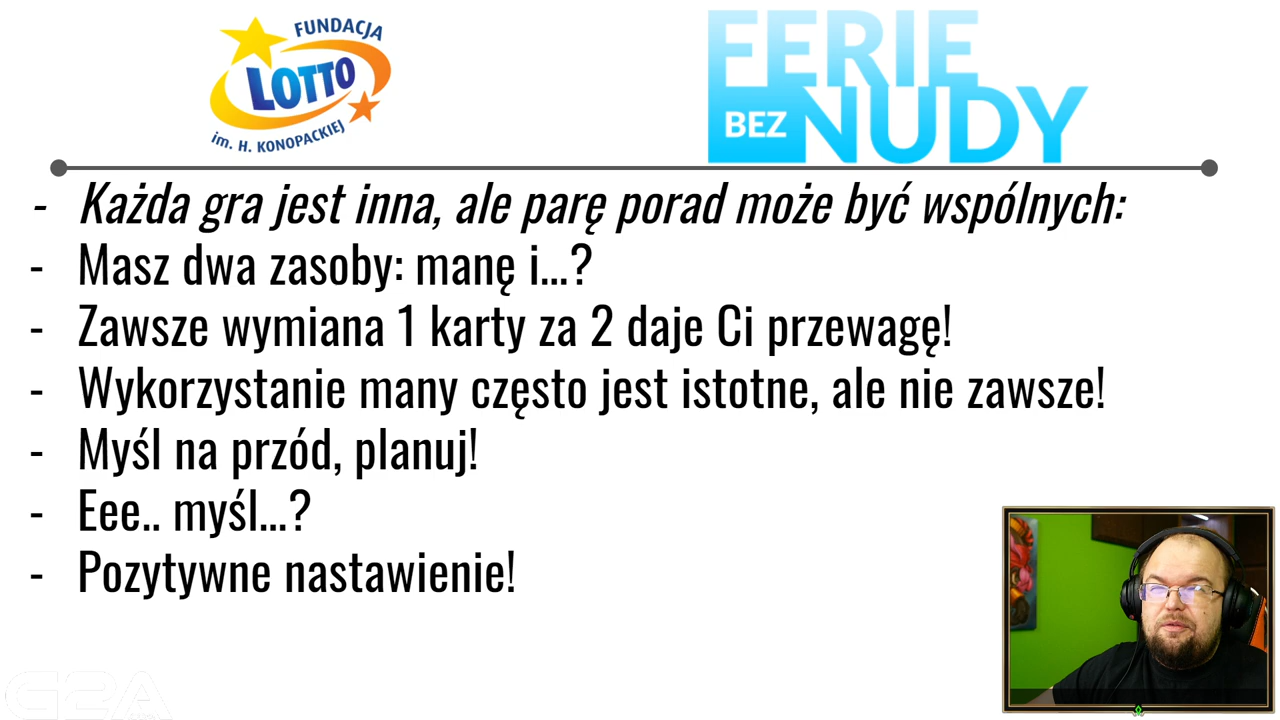 FUNDACJA
LOTTO
im. H. KONOPACKIEJ
FERIE
BEZ NUDY
- Każda gra jest inna, ale parę porad może być wspólnych:
- Masz dwa zasoby: manę i...?
- Zawsze wymiana 1 karty za 2 daje Ci przewagę!
- Wykorzystanie many często jest istotne, ale nie zawsze!
- Myśl na przód, planuj!
- Eee.. myśl...?
- Pozytywne nastawienie!
G2A